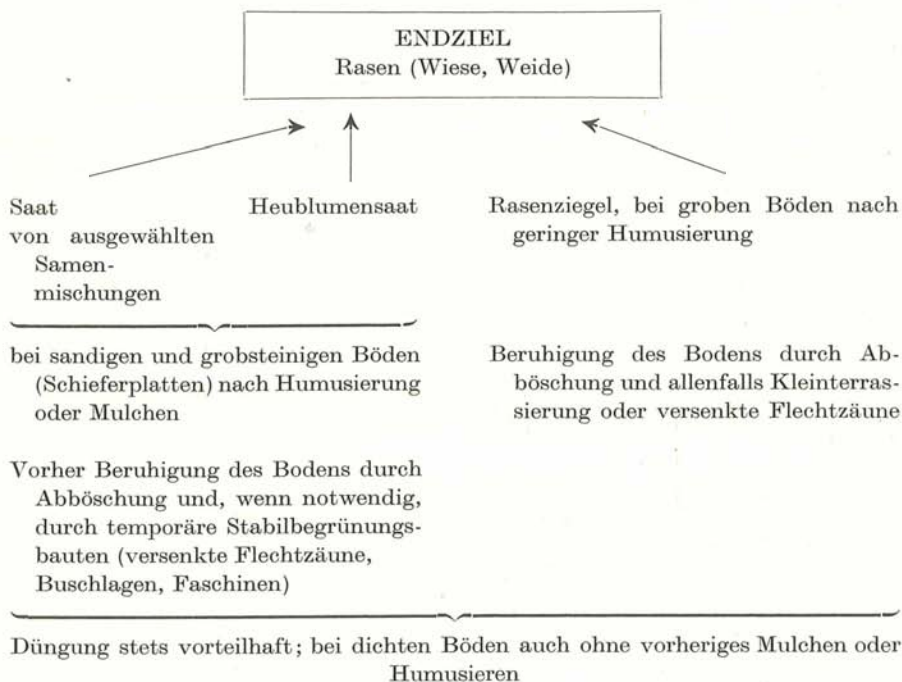 ENDZIEL
Rasen (Wiese, Weide)
Saat
von ausgewählten
Samen-
mischungen
Heublumensaat
Rasenziegel, bei groben Böden nach
geringer Humusierung
bei sandigen und grobsteinigen Böden
(Schieferplatten) nach Humusierung
oder Mulchen
Beruhigung des Bodens durch Ab-
böschung und allenfalls Kleinterras-
sierung oder versenkte Flechtzäune
Vorher Beruhigung des Bodens durch
Abböschung und, wenn notwendig,
durch temporäre Stabilbegrünungs-
bauten (versenkte Flechtzäune,
Buschlagen, Faschinen)
Düngung stets vorteilhaft; bei dichten Böden auch ohne vorheriges Mulchen oder
Humusieren